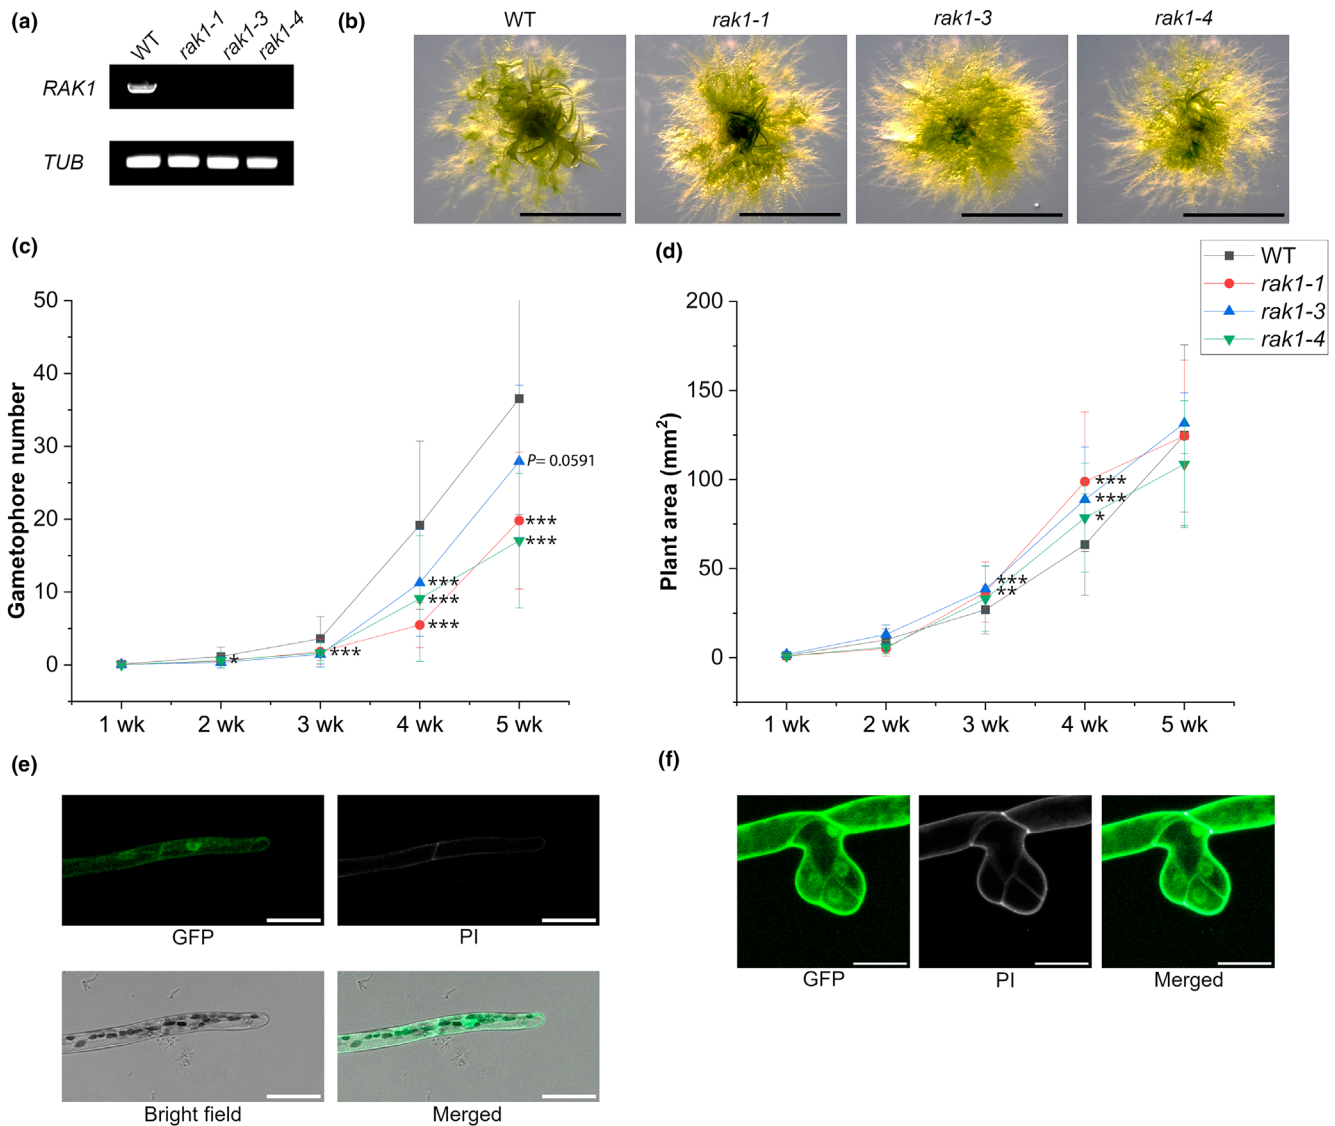 (a)
WT rak1-1 rak1-3 rak1-4
RAK1
TUB
(b)
WT rak1-1 rak1-3 rak1-4
(c)
Gametophore number
50
40
30
20
10
0
P= 0.0591
***
***
***
***
***
***
*
1 wk 2 wk 3 wk 4 wk 5 wk
(d)
WT
rak1-1
rak1-3
rak1-4
Plant area (mm2)
200
150
100
50
0
***
***
*
***
**
1 wk 2 wk 3 wk 4 wk 5 wk
(e)
GFP PI
Bright field Merged
(f)
GFP PI Merged